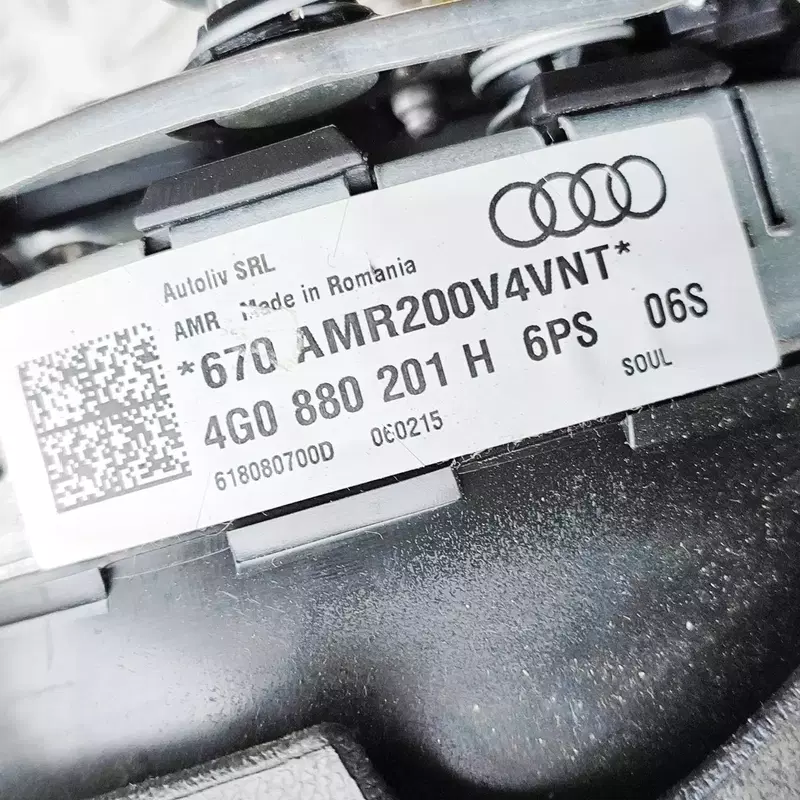 Autoliv SRL
AMR Made in Romania
*670 AMR200V4VNT*
4G0 880 201 H 6PS 06S
618080700D 060215 SOUL